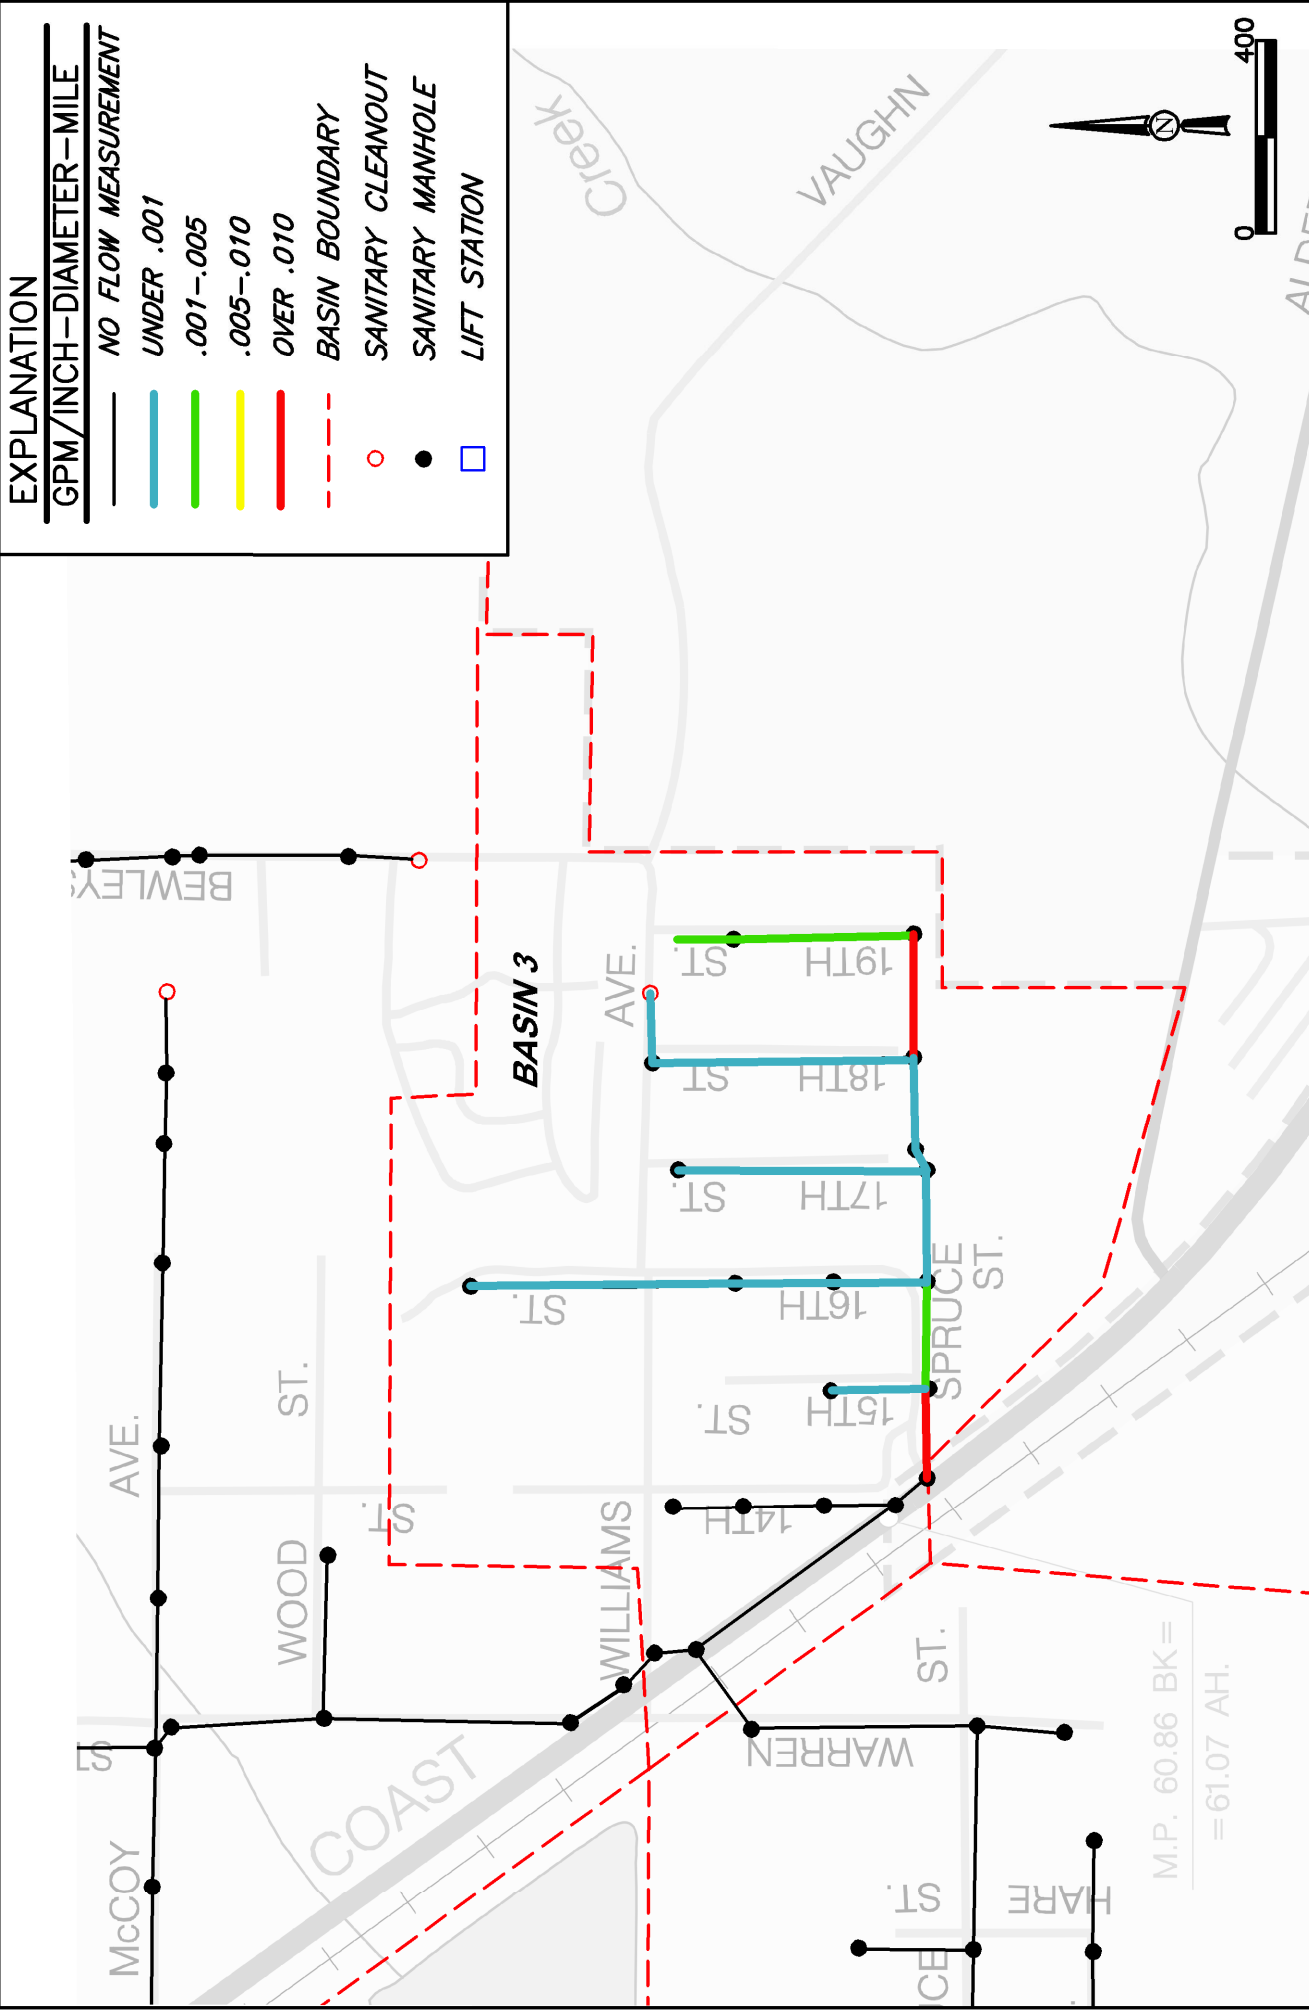 EXPLANATION
GPM/INCH-DIAMETER-MILE
NO FLOW MEASUREMENT
UNDER .001
.001-.005
.005-.010
OVER .010
BASIN BOUNDARY
SANITARY CLEANOUT
SANITARY MANHOLE
LIFT STATION
Creek
VAUGHN
N
0 400
BEWLEY
BASIN 3
AVE.
19TH ST.
18TH ST
17TH ST.
16TH ST.
15TH ST.
14TH ST.
SPRUCE ST.
McCOY AVE.
WOOD ST.
WILLIAMS
COAST
WARREN
ST.
ST
HARE ST.
M.P. 60.86 BK =
= 61.07 AH.